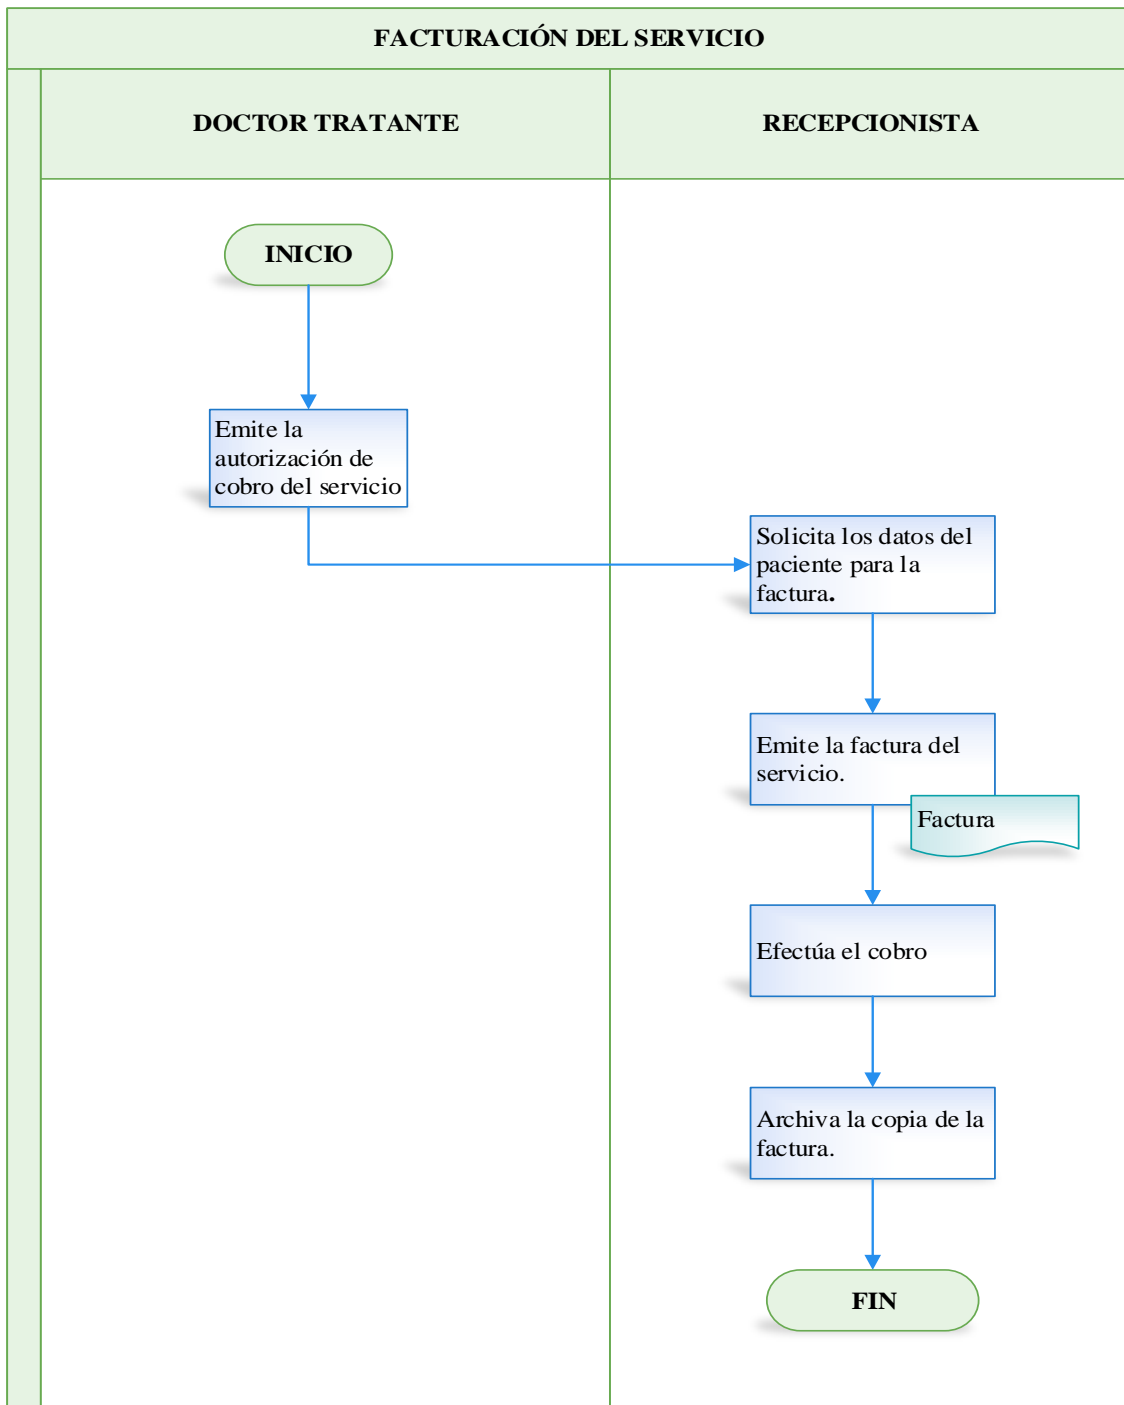 FACTURACIÓN DEL SERVICIO
DOCTOR TRATANTE
RECEPCIONISTA
INICIO
Emite la
autorización de
cobro del servicio
Solicita los datos del
paciente para la
factura.
Emite la factura del
servicio.
Factura
Efectúa el cobro
Archiva la copia de la
factura.
FIN